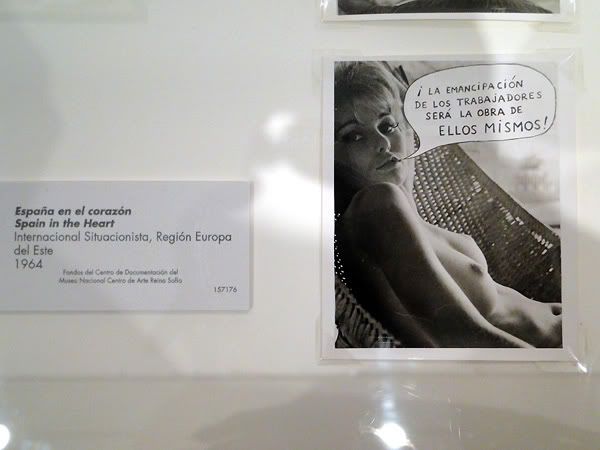 ¡ LA EMANCIPACIÓN
DE LOS TRABAJADORES
SERÁ LA OBRA DE
ELLOS MISMOS!
España en el corazón
Spain in the Heart
Internacional Situacionista, Región Europa
del Este
1964
Fondos del Centro de Documentación del
Museo Nacional Centro de Arte Reina Sofía
157176